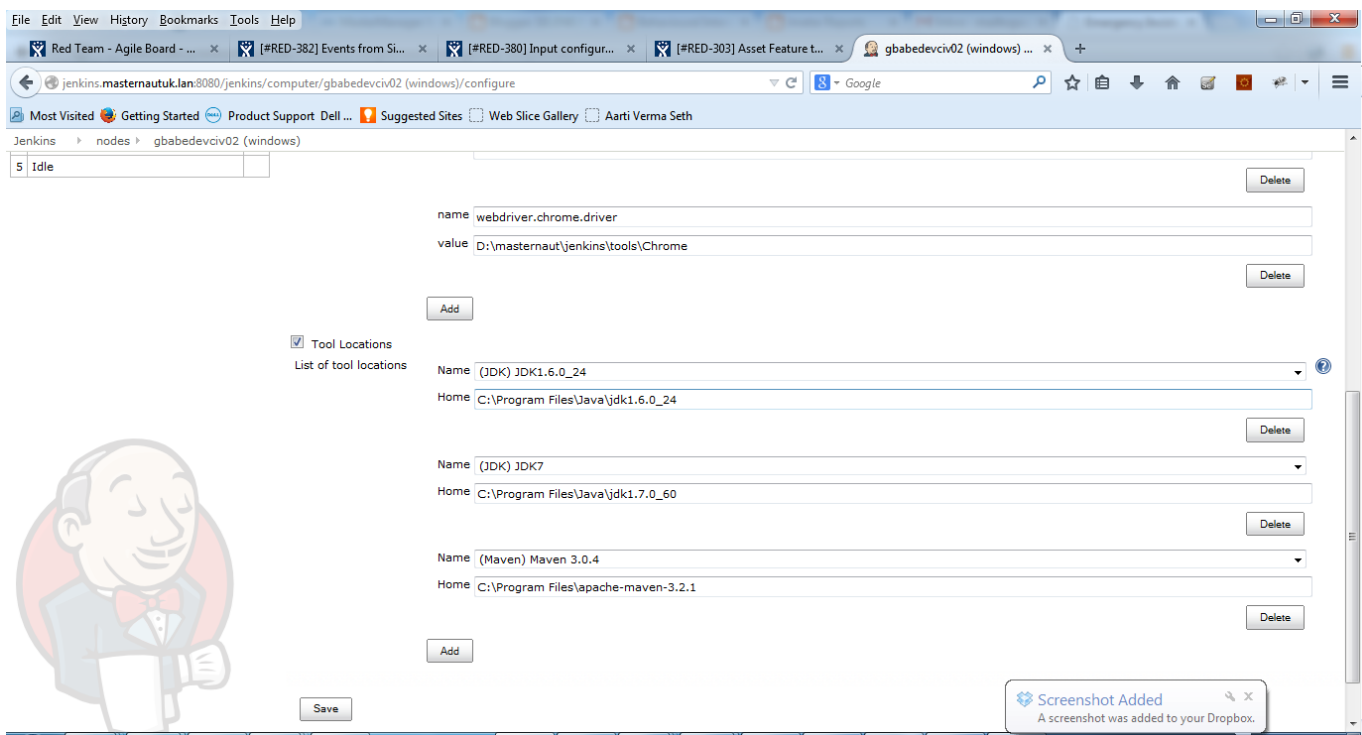 File Edit View History Bookmarks Tools Help
Red Team - Agile Board - ... × [#RED-382] Events from Si... × [#RED-380] Input configur... × [#RED-303] Asset Feature t... × gbabedevciv02 (windows) ... × +
jenkins.masternautuk.lan:8080/jenkins/computer/gbabedevciv02 (windows)/configure Google
Most Visited Getting Started Product Support Dell ... Suggested Sites Web Slice Gallery Aarti Verma Seth
Jenkins nodes gbabedevciv02 (windows)
5 Idle
Delete
name webdriver.chrome.driver
value D:\masternaut\jenkins\tools\Chrome
Delete
Add
Tool Locations
List of tool locations
Name (JDK) JDK1.6.0_24
Home C:\Program Files\Java\jdk1.6.0_24
Delete
Name (JDK) JDK7
Home C:\Program Files\Java\jdk1.7.0_60
Delete
Name (Maven) Maven 3.0.4
Home C:\Program Files\apache-maven-3.2.1
Delete
Add
Save
Screenshot Added
A screenshot was added to your Dropbox.